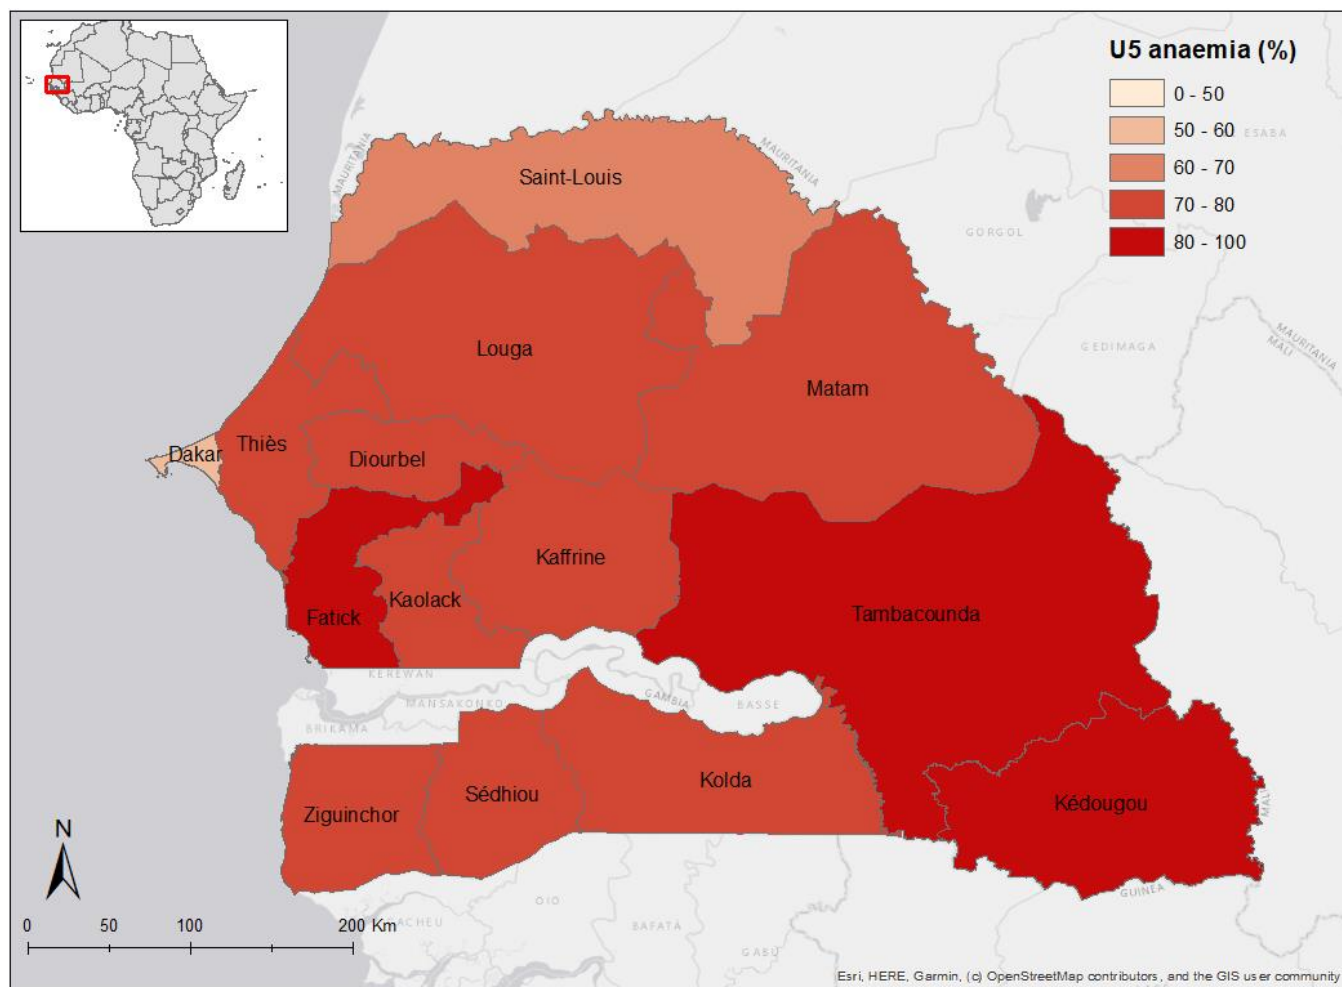 U5 anaemia (%)
0 - 50
50 - 60
60 - 70
70 - 80
80 - 100
ESABA
MAURITANIA
MAURITANIA
Saint-Louis
GORGOL
MAURITANIA
MALI
GEDIMAGA
Louga
Matam
Dakar
Thiès
Diourbel
Kaffrine
Kaolack
Fatick
Tambacounda
KEREWAN
MANSAKONKO
GAMBIA
BASSE
BRIKAMA
Kolda
Sédhiou
Ziguinchor
Kédougou
MALI
GUINEA
N
OIO
BAFATA
GABU
ACHEU
0 50 100 200 Km
Esri, HERE, Garmin, (c) OpenStreetMap contributors, and the GIS user community